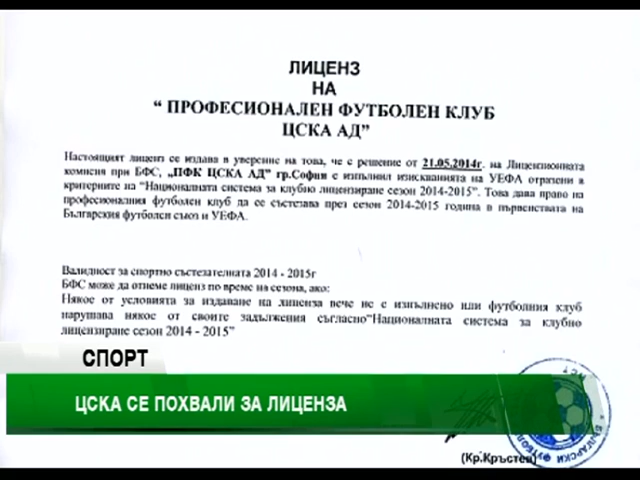 ЛИЦЕНЗ
НА
“ ПРОФЕСИОНАЛЕН ФУТБОЛЕН КЛУБ
ЦСКА АД”
Настоящият лиценз се издава в уверение на това, че с решение от 21.05.2014г. на Лицензионната
комисия при БФС, „ПФК ЦСКА АД” гр.София е изпълнил изискванията на УЕФА отразени в
критериите на “Националната система за клубно лицензиране сезон 2014-2015”. Това дава право на
професионалния футболен клуб да се състезава през сезон 2014-2015 година в първенствата на
Български футболен съюз и УЕФА.
Валидност за спортно състезателната 2014 - 2015г
БФС може да отнеме лиценз по време на сезона, ако:
Някое от условията за издаване на лиценза вече не е изпълнено или футболния клуб
нарушава някое от своите задължения съгласно“Националната система за клубно
лицензиране сезон 2014 - 2015”
СПОРТ
ЦСКА СЕ ПОХВАЛИ ЗА ЛИЦЕНЗА
(Кр.Кръстев)
БЪЛГАРСКИ